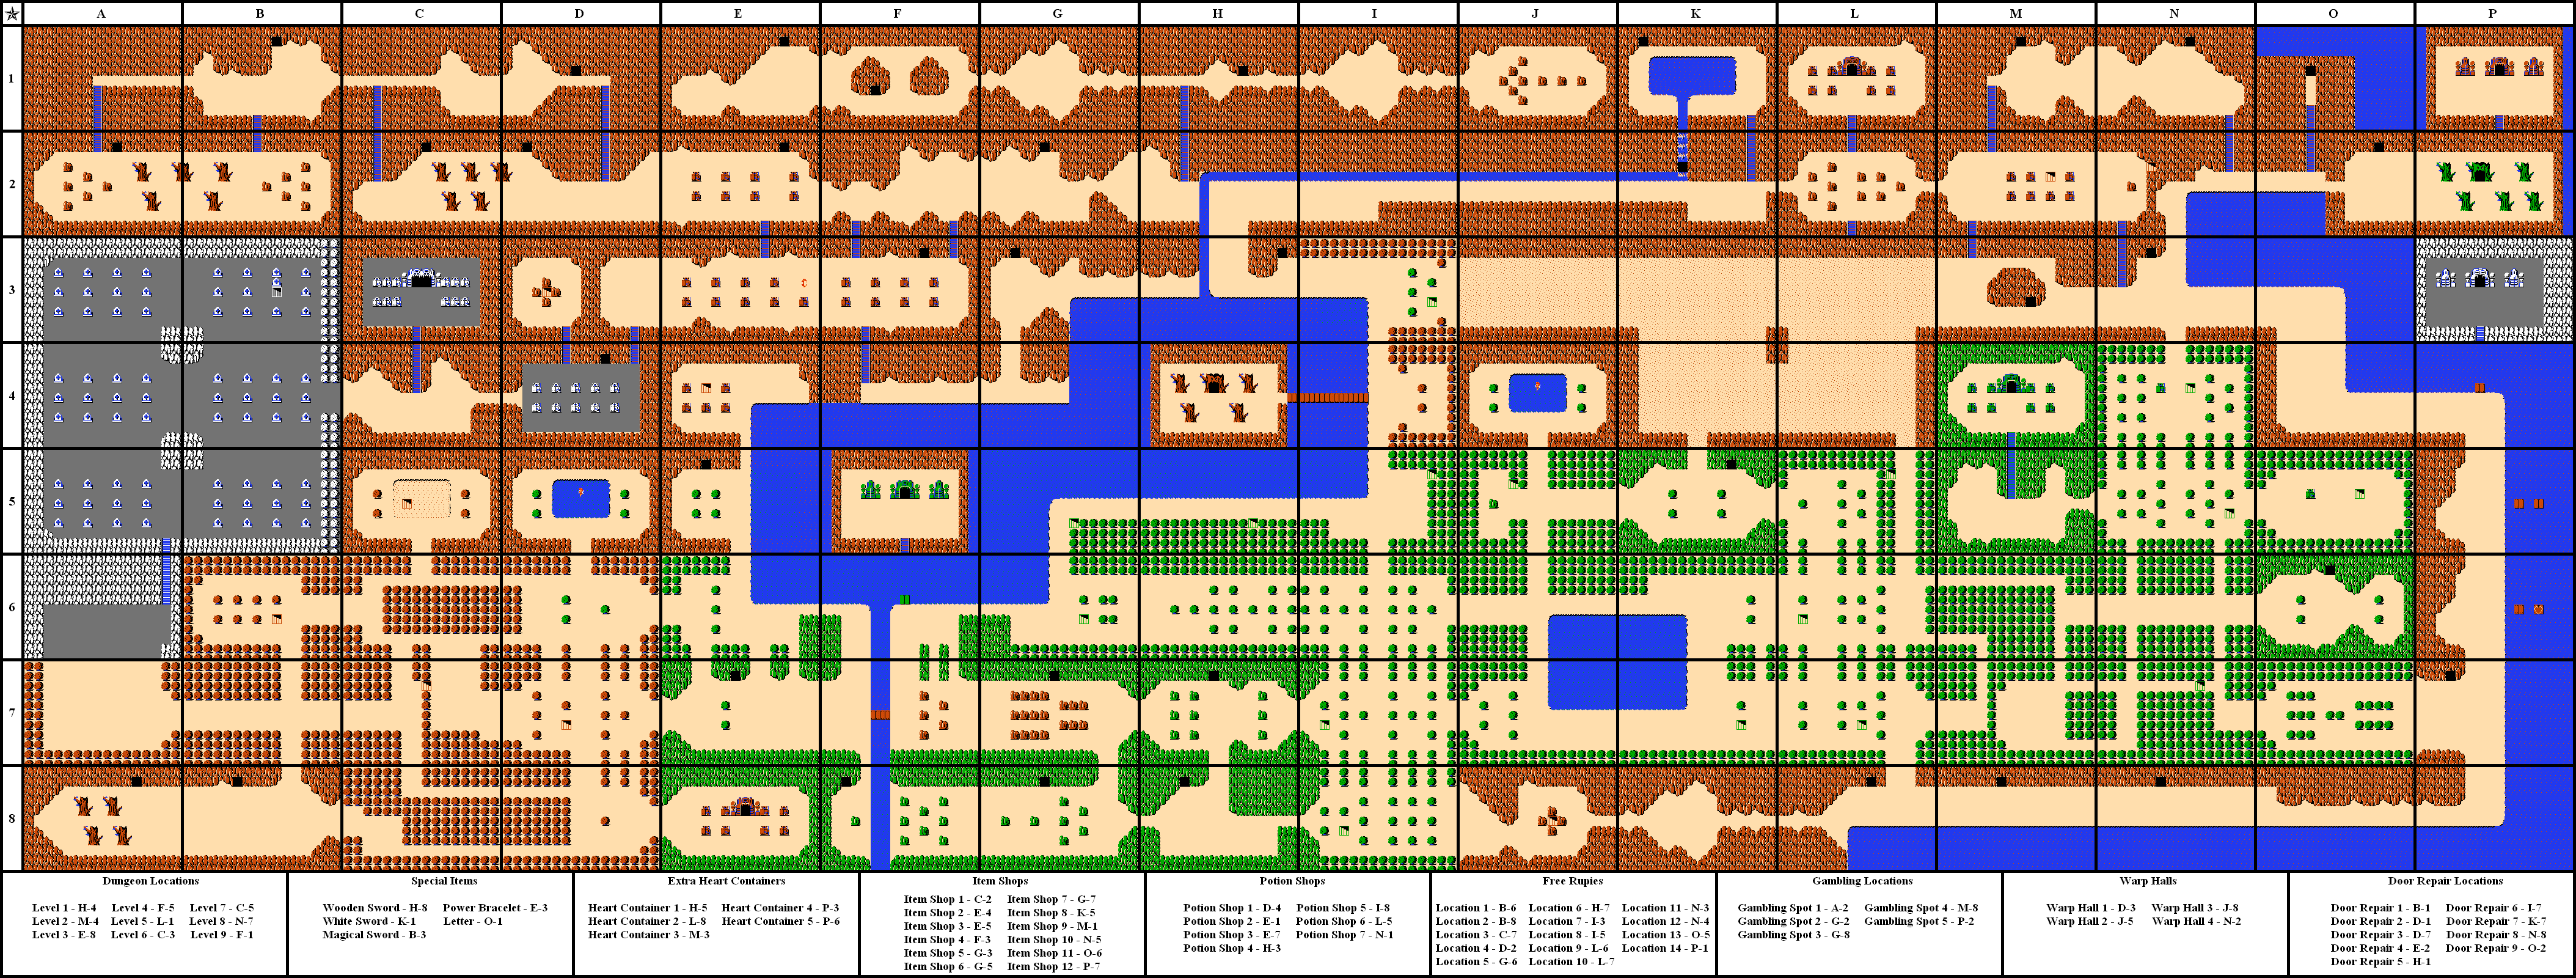 A B C D E F G H I J K L M N O P
1
2
3
4
5
6
7
8
Dungeon Locations
Level 1 - H-4 Level 4 - F-5 Level 7 - C-5
Level 2 - M-4 Level 5 - L-1 Level 8 - N-7
Level 3 - E-8 Level 6 - C-3 Level 9 - F-1
Special Items
Wooden Sword - H-8 Power Bracelet - E-3
White Sword - K-1 Letter - O-1
Magical Sword - B-3
Extra Heart Containers
Heart Container 1 - H-5 Heart Container 4 - P-3
Heart Container 2 - L-8 Heart Container 5 - P-6
Heart Container 3 - M-3
Item Shops
Item Shop 1 - C-2 Item Shop 7 - G-7
Item Shop 2 - E-4 Item Shop 8 - K-5
Item Shop 3 - E-5 Item Shop 9 - M-1
Item Shop 4 - F-3 Item Shop 10 - N-5
Item Shop 5 - G-3 Item Shop 11 - O-6
Item Shop 6 - G-5 Item Shop 12 - P-7
Potion Shops
Potion Shop 1 - D-4 Potion Shop 5 - I-8
Potion Shop 2 - E-1 Potion Shop 6 - L-5
Potion Shop 3 - E-7 Potion Shop 7 - N-1
Potion Shop 4 - H-3
Free Rupies
Location 1 - B-6 Location 6 - H-7 Location 11 - N-3
Location 2 - B-8 Location 7 - I-3 Location 12 - N-4
Location 3 - C-7 Location 8 - I-5 Location 13 - O-5
Location 4 - D-2 Location 9 - L-6 Location 14 - P-1
Location 5 - G-6 Location 10 - L-7
Gambling Locations
Gambling Spot 1 - A-2 Gambling Spot 4 - M-8
Gambling Spot 2 - G-2 Gambling Spot 5 - P-2
Gambling Spot 3 - G-8
Warp Halls
Warp Hall 1 - D-3 Warp Hall 3 - J-8
Warp Hall 2 - J-5 Warp Hall 4 - N-2
Door Repair Locations
Door Repair 1 - B-1 Door Repair 6 - I-7
Door Repair 2 - D-1 Door Repair 7 - K-7
Door Repair 3 - D-7 Door Repair 8 - N-8
Door Repair 4 - E-2 Door Repair 9 - O-2
Door Repair 5 - H-1